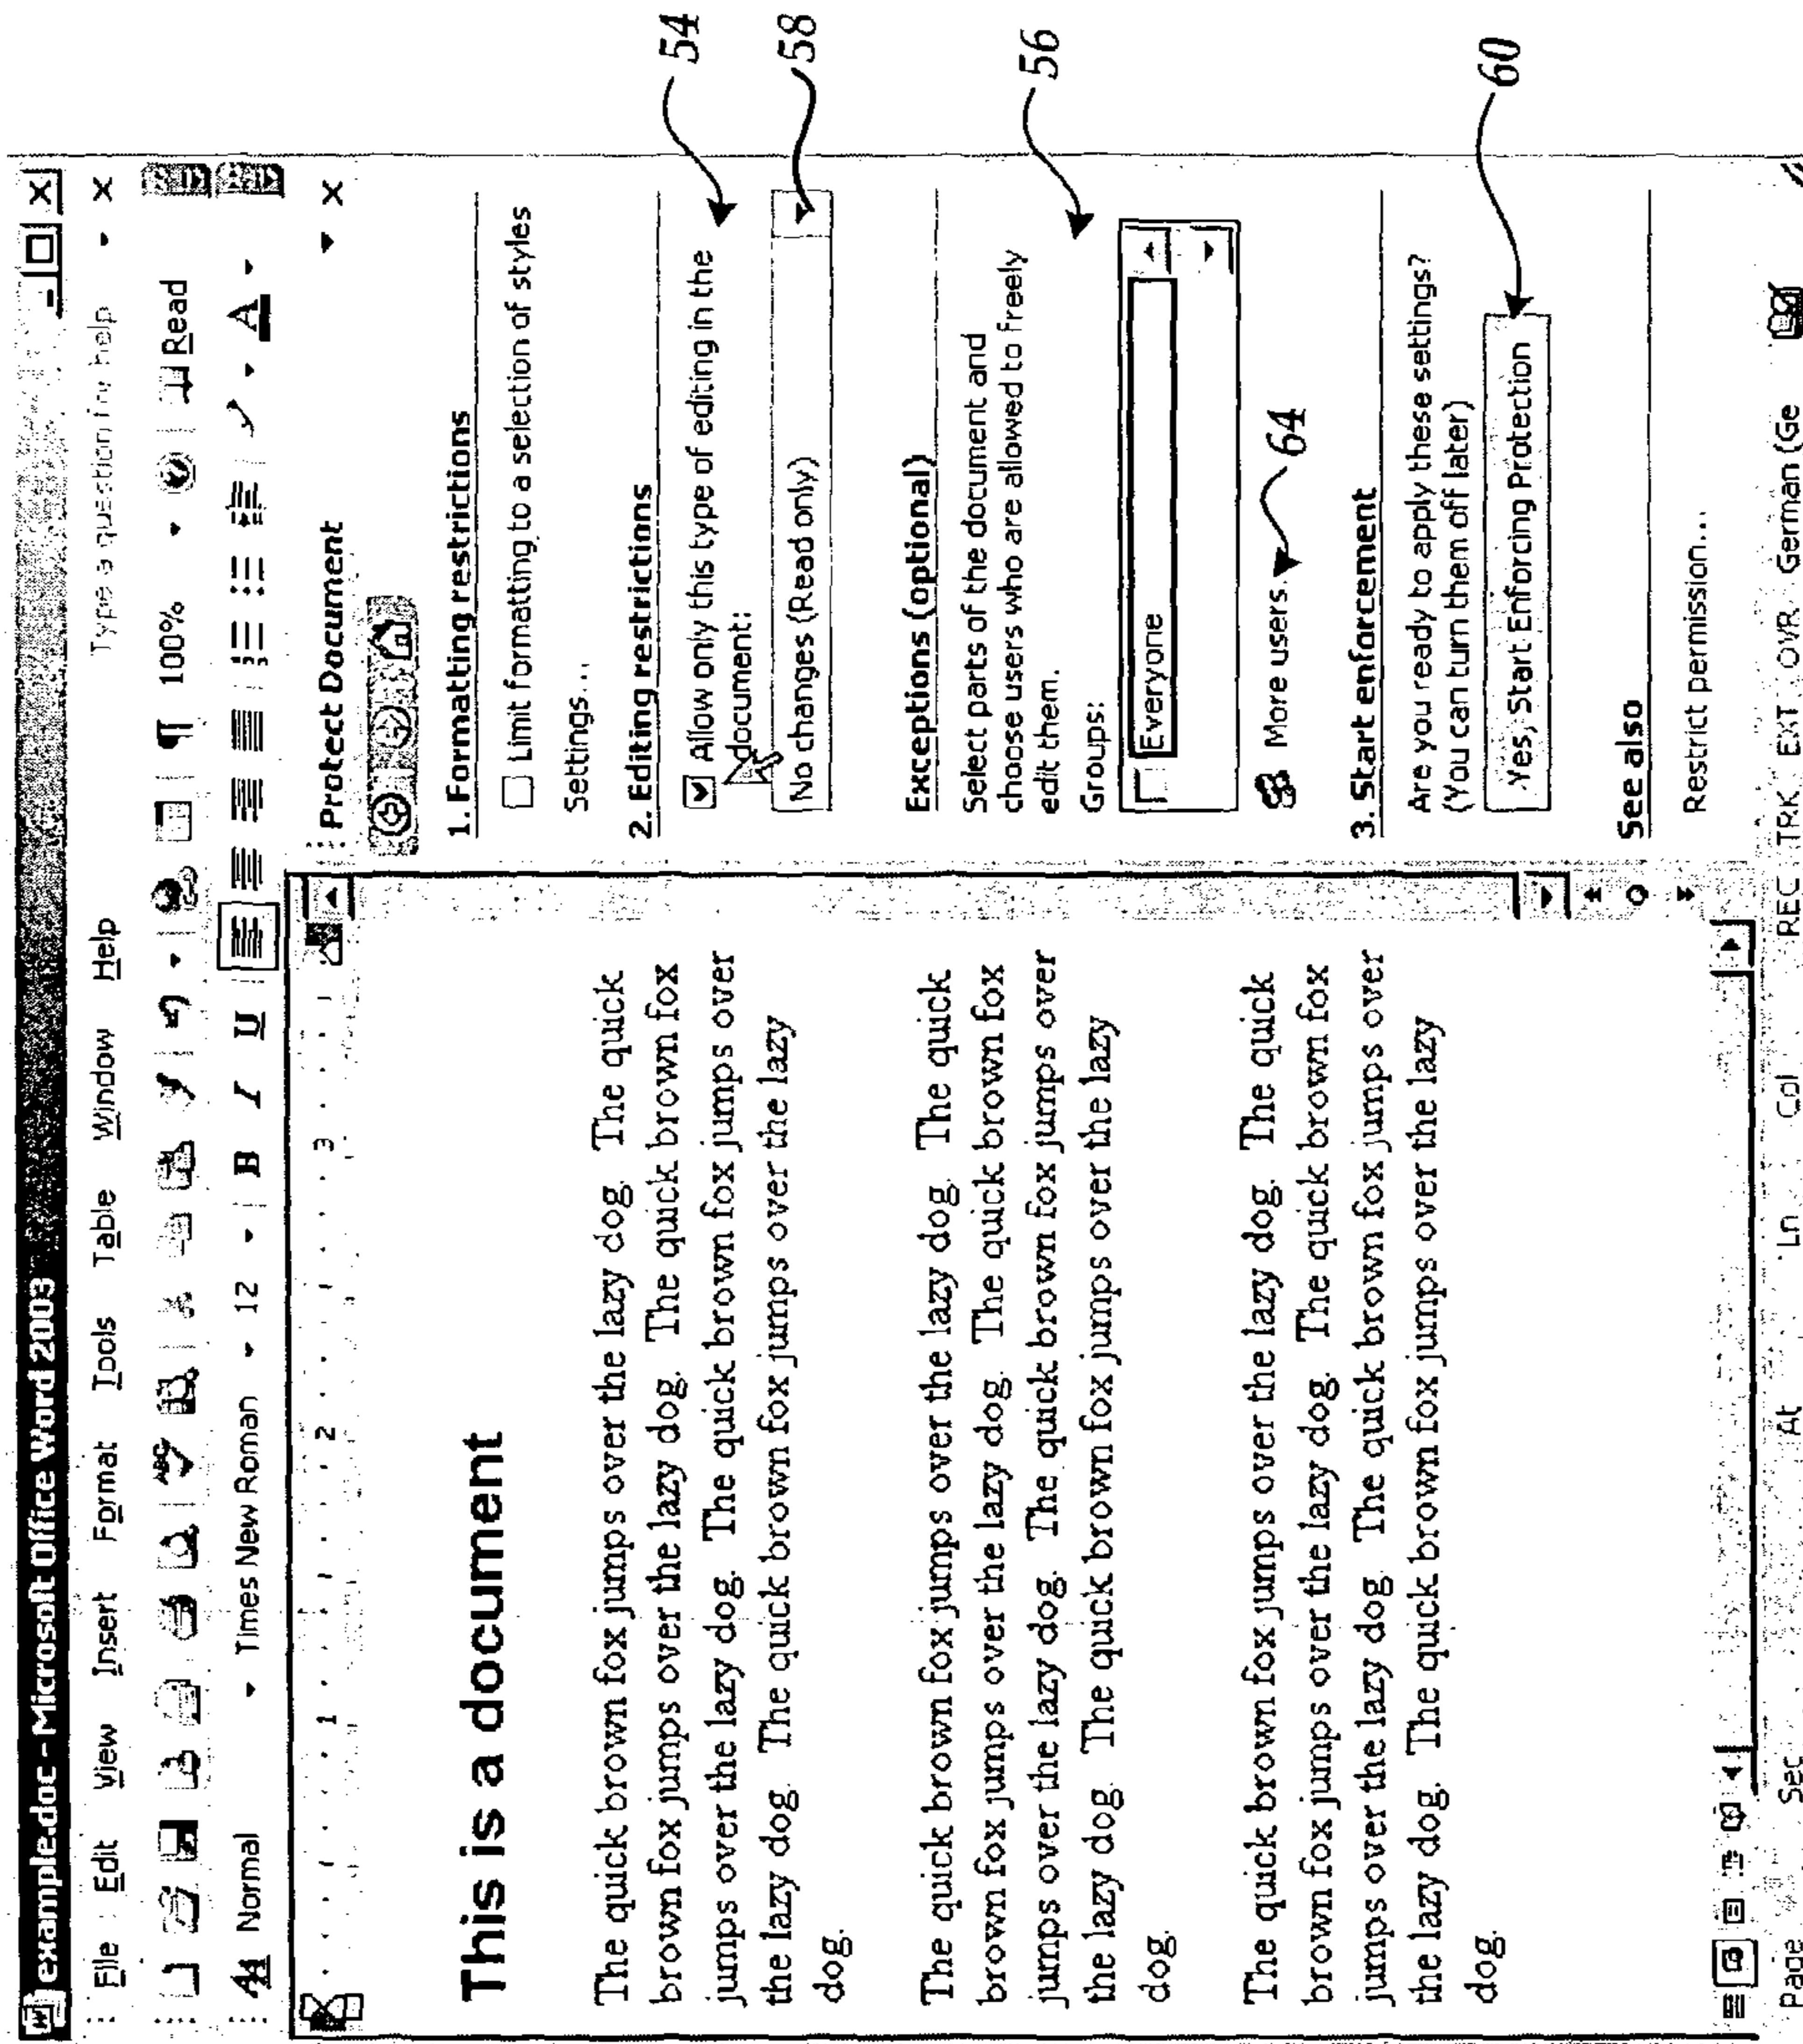 example.doc - Microsoft Office Word 2003
File Edit View Insert Format Tools Table Window Help Type a question for help
ABC 100% Read
Normal Times New Roman 12 B I U A
1 2 3
This is a document
The quick brown fox jumps over the lazy dog. The quick
brown fox jumps over the lazy dog. The quick brown fox
jumps over the lazy dog. The quick brown fox jumps over
the lazy dog. The quick brown fox jumps over the lazy
dog.
The quick brown fox jumps over the lazy dog. The quick
brown fox jumps over the lazy dog. The quick brown fox
jumps over the lazy dog. The quick brown fox jumps over
the lazy dog. The quick brown fox jumps over the lazy
dog.
The quick brown fox jumps over the lazy dog. The quick
brown fox jumps over the lazy dog. The quick brown fox
jumps over the lazy dog. The quick brown fox jumps over
the lazy dog. The quick brown fox jumps over the lazy
dog.
Protect Document
1. Formatting restrictions
Limit formatting to a selection of styles
Settings...
2. Editing restrictions
Allow only this type of editing in the
document:
54
No changes (Read only)
58
Exceptions (optional)
Select parts of the document and
choose users who are allowed to freely
edit them.
56
Groups:
Everyone
More users... 64
3. Start enforcement
Are you ready to apply these settings?
(You can turn them off later)
Yes, Start Enforcing Protection
60
See also
Restrict permission...
Page Sec At Ln Col REC TRK EXT OVR German (Ge